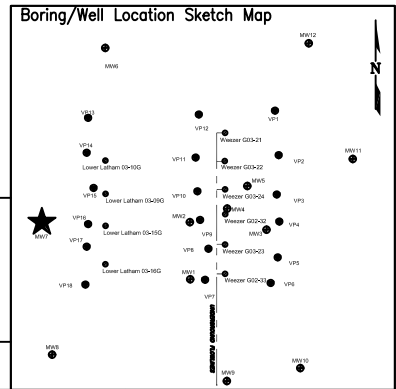 Boring/Well Location Sketch Map
MW12
MW6
N
VP13
VP12
VP1
Weezer G03-21
VP14
VP11
Weezer G03-22
VP2
MW11
Lower Latham 03-10G
MW5
VP15
VP10
Weezer G03-24
VP3
Lower Latham 03-09G
MW4
MW2
Weezer G02-32
VP16
MW3
VP4
MW7
Lower Latham 03-15G
VP9
VP17
VP8
Weezer G03-23
VP5
Lower Latham 03-16G
MW1
Weezer G02-33
VP18
VP7
VP6
UNDERGROUND FLOWLINES
MW8
MW10
MW9